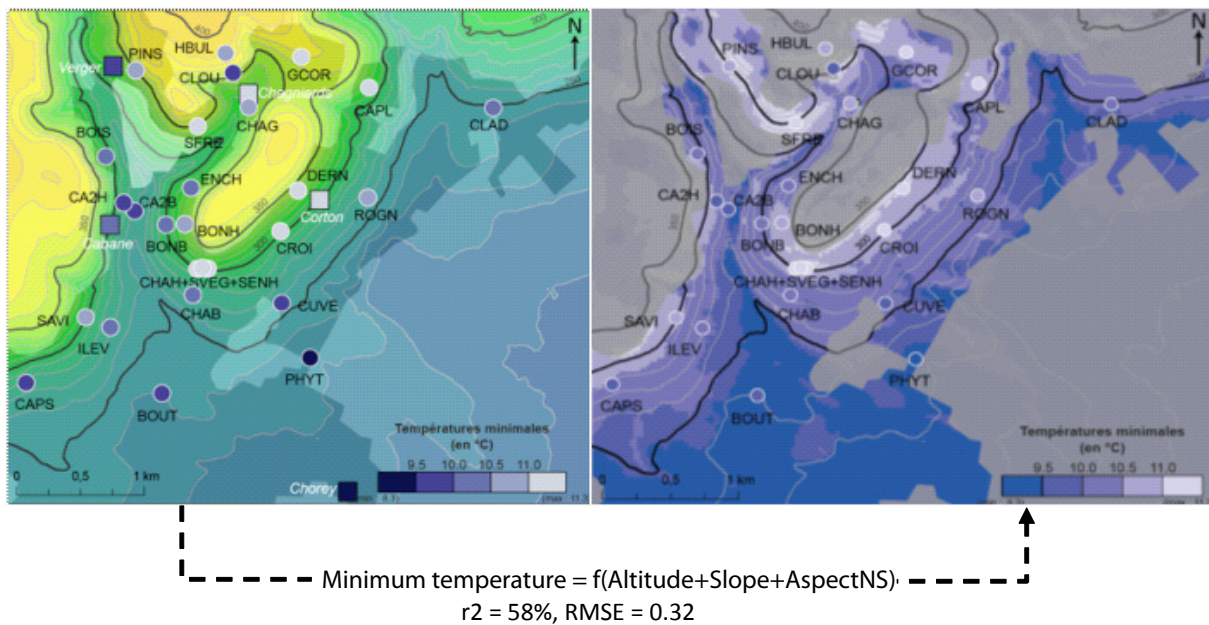 N
400
300
HBUL
PINS
Verger
CLOU
GCOR
Chagniards
CAPL
CHAG
CLAD
BOIS
SFRE
ENCH
DERN
CA2H
CA2B
ROGN
Corton
Cabane
BONH
BONB
CROI
CHAH+SVEG+SENH
CHAB
CUVE
SAVI
ILEV
PHYT
CAPS
BOUT
Températures minimales
(en °C)
9.5 10.0 10.5 11.0
0 0,5 1 km
Chorey
N
300
HBUL
PINS
CLOU
GCOR
CAPL
CHAG
CLAD
BOIS
SFRE
ENCH
DERN
CA2H
CA2B
ROGN
BONH
BONB
CROI
CHAH+SVEG+SENH
CHAB
CUVE
SAVI
ILEV
PHYT
CAPS
BOUT
Températures minimales
(en °C)
9.5 10.0 10.5 11.0
0 0,5 1 km
Minimum temperature = f(Altitude+Slope+AspectNS)
r2 = 58%, RMSE = 0.32